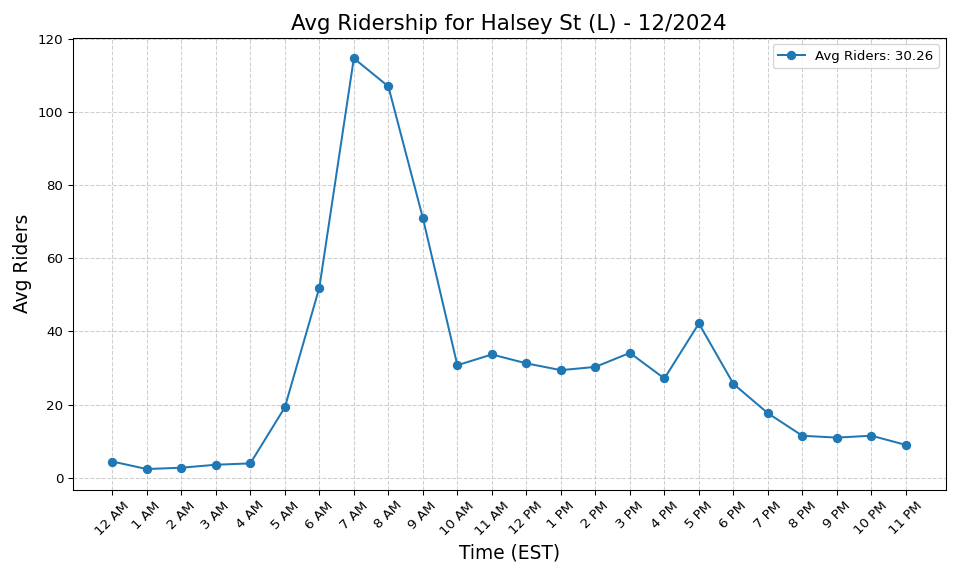 Avg Ridership for Halsey St (L) - 12/2024
Avg Riders: 30.26
120
100
80
60
40
20
0
Avg Riders
12 AM
1 AM
2 AM
3 AM
4 AM
5 AM
6 AM
7 AM
8 AM
9 AM
10 AM
11 AM
12 PM
1 PM
2 PM
3 PM
4 PM
5 PM
6 PM
7 PM
8 PM
9 PM
10 PM
11 PM
Time (EST)